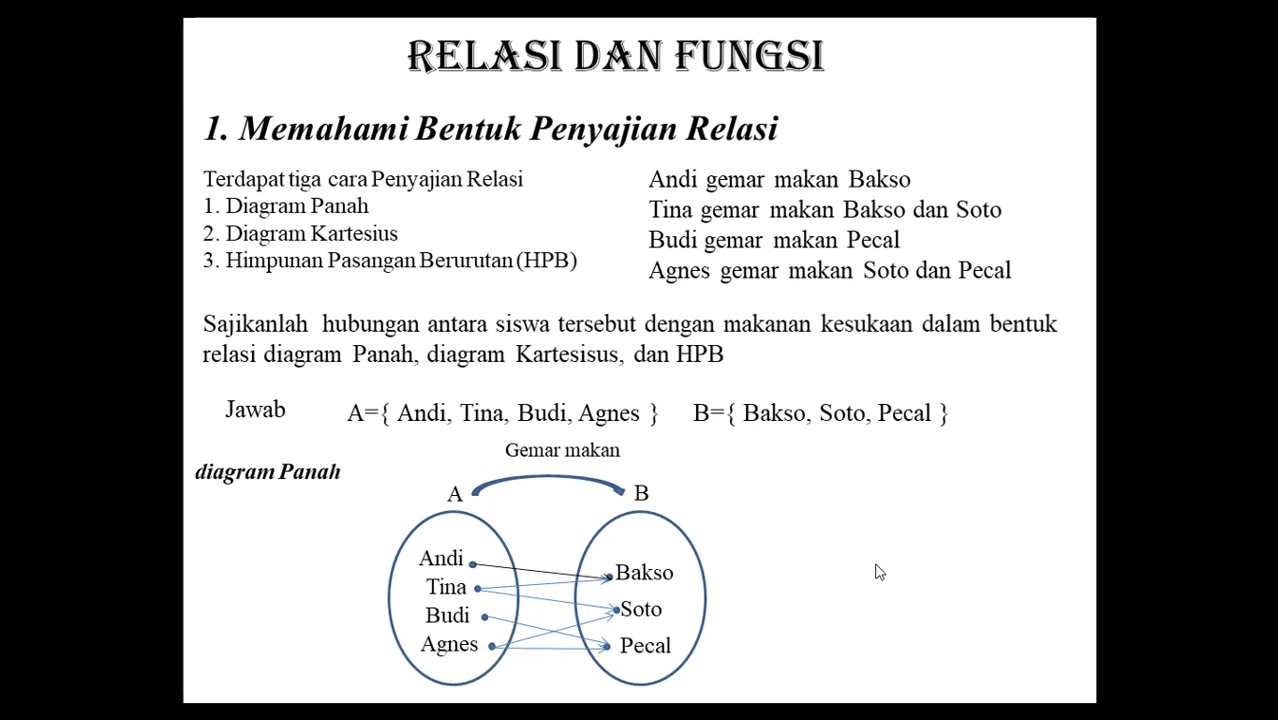 RELASI DAN FUNGSI
1. Memahami Bentuk Penyajian Relasi
Terdapat tiga cara Penyajian Relasi
1. Diagram Panah
2. Diagram Kartesius
3. Himpunan Pasangan Berurutan (HPB)
Andi gemar makan Bakso
Tina gemar makan Bakso dan Soto
Budi gemar makan Pecal
Agnes gemar makan Soto dan Pecal
Sajikanlah hubungan antara siswa tersebut dengan makanan kesukaan dalam bentuk
relasi diagram Panah, diagram Kartesisus, dan HPB
Jawab A={ Andi, Tina, Budi, Agnes } B={ Bakso, Soto, Pecal }
Gemar makan
diagram Panah
A B
Andi
Tina
Budi
Agnes
Bakso
Soto
Pecal